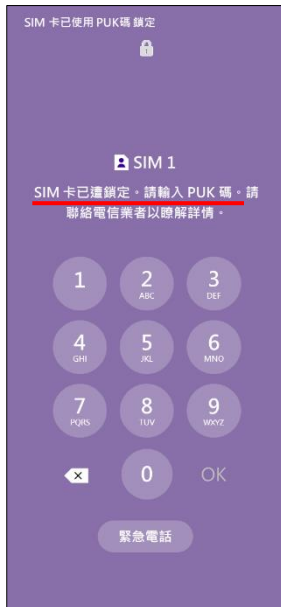 SIM 卡已使用 PUK碼 鎖定
SIM 1
SIM 卡已遭鎖定。請輸入 PUK 碼。請
聯絡電信業者以瞭解詳情。
1 2 3
ABC DEF
4 5 6
GHI JKL MNO
7 8 9
PQRS TUV WXYZ
0 OK
緊急電話